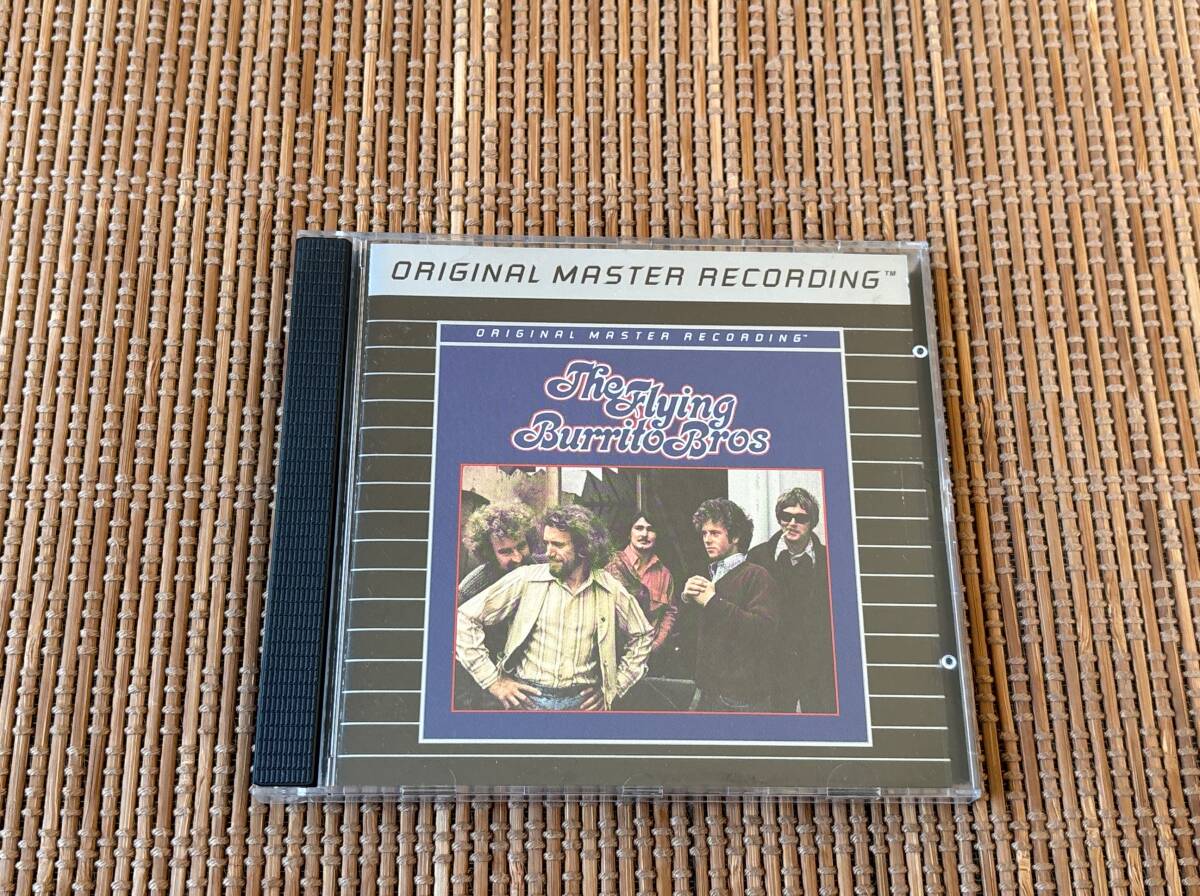 ORIGINAL MASTER RECORDING™
ORIGINAL MASTER RECORDING™
The Flying
Burrito Bros